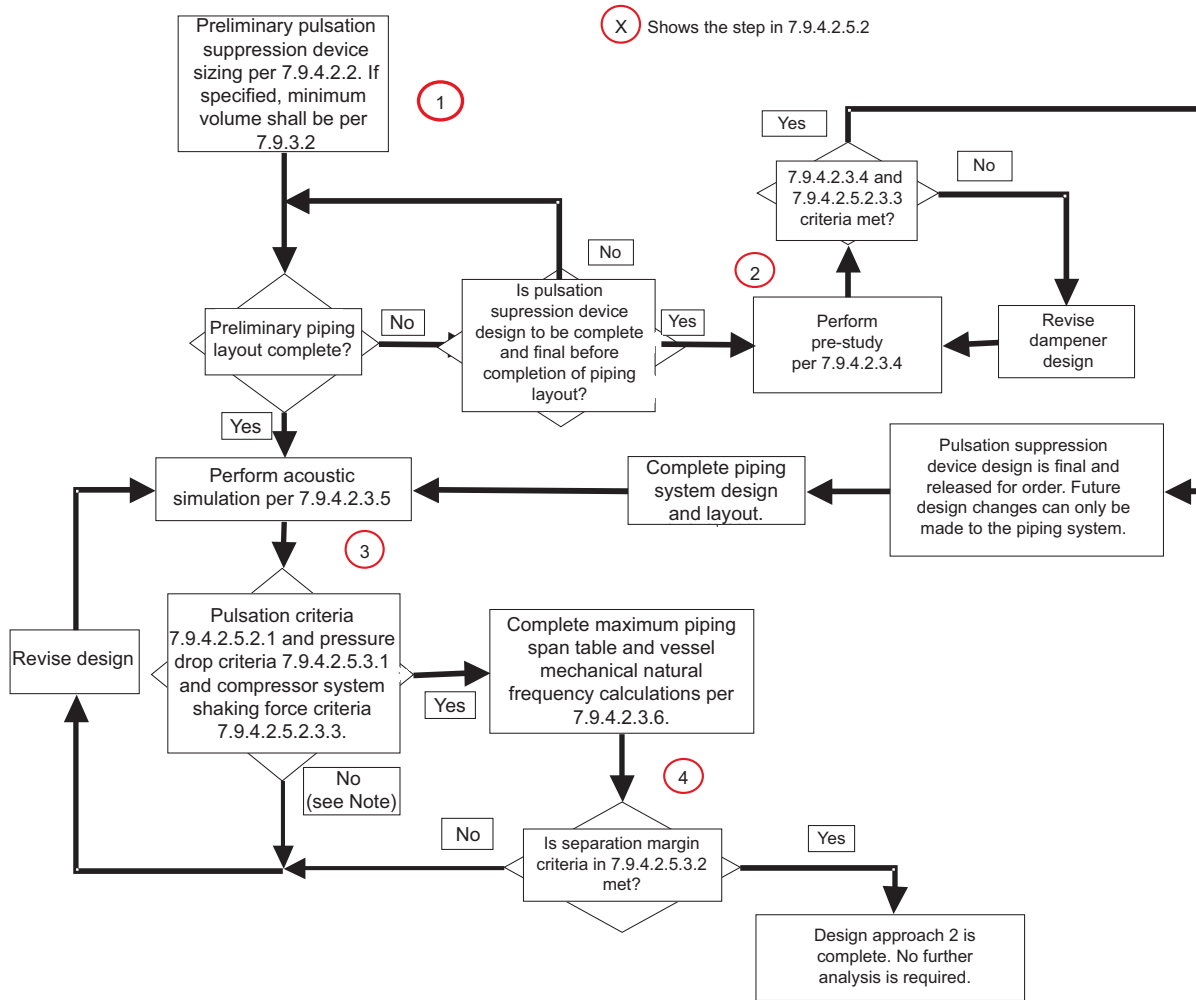 X Shows the step in 7.9.4.2.5.2
Preliminary pulsation
suppression device
sizing per 7.9.4.2.2. If
specified, minimum
volume shall be per
7.9.3.2
1
Yes
No
7.9.4.2.3.4 and
7.9.4.2.5.2.3.3
criteria met?
No
2
Preliminary piping
layout complete?
No
Is pulsation
supression device
design to be complete
and final before
completion of piping
layout?
Yes
Perform
pre-study
per 7.9.4.2.3.4
Revise
dampener
design
Yes
Perform acoustic
simulation per 7.9.4.2.3.5
Complete piping
system design
and layout.
Pulsation suppression
device design is final and
released for order. Future
design changes can only be
made to the piping system.
3
Revise design
Pulsation criteria
7.9.4.2.5.2.1 and pressure
drop criteria 7.9.4.2.5.3.1
and compressor system
shaking force criteria
7.9.4.2.5.2.3.3.
Yes
Complete maximum piping
span table and vessel
mechanical natural
frequency calculations per
7.9.4.2.3.6.
No
(see Note)
4
No
Is separation margin
criteria in 7.9.4.2.5.3.2
met?
Yes
Design approach 2 is
complete. No further
analysis is required.